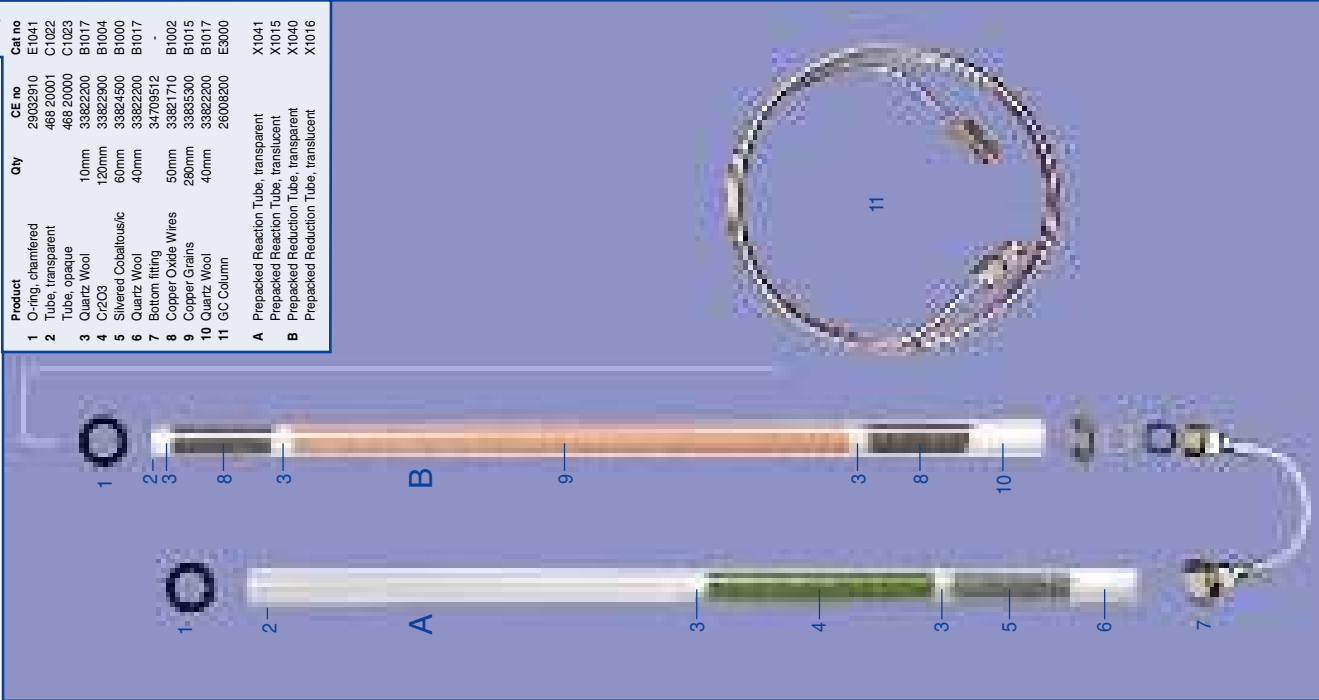 Product Qty CE no Cat no
1 O-ring, chamfered 29032910 E1041
2 Tube, transparent 468 20001 C1022
Tube, opaque 468 20000 C1023
3 Quartz Wool 10mm 33822200 B1017
4 Cr2O3 120mm 33822900 B1004
5 Silvered Cobaltous/ic 60mm 33824500 B1000
6 Quartz Wool 40mm 33822200 B1017
7 Bottom fitting 34709512 -
8 Copper Oxide Wires 50mm 33821710 B1002
9 Copper Grains 280mm 33835300 B1015
10 Quartz Wool 40mm 33822200 B1017
11 GC Column 26008200 E3000
A Prepacked Reaction Tube, transparent X1041
Prepacked Reaction Tube, translucent X1015
B Prepacked Reduction Tube, transparent X1040
Prepacked Reduction Tube, translucent X1016
11
1
2
3
8
3
B
9
3
8
10
1
2
A
3
4
3
5
6
7